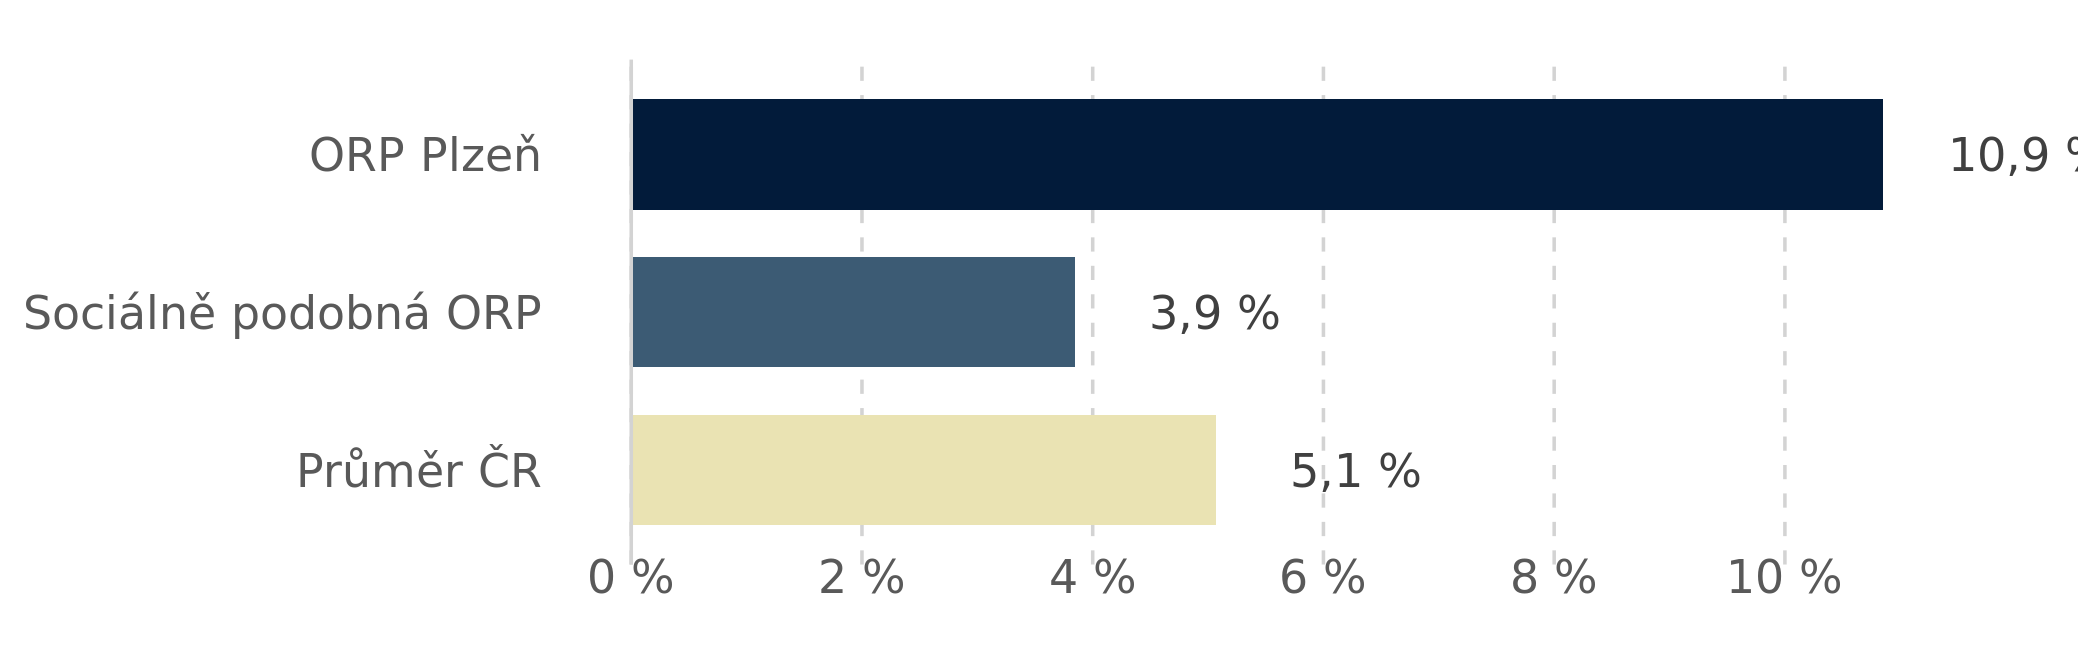 ORP Plzeň 10,9 %
Sociálně podobná ORP 3,9 %
Průměr ČR 5,1 %
0 % 2 % 4 % 6 % 8 % 10 %